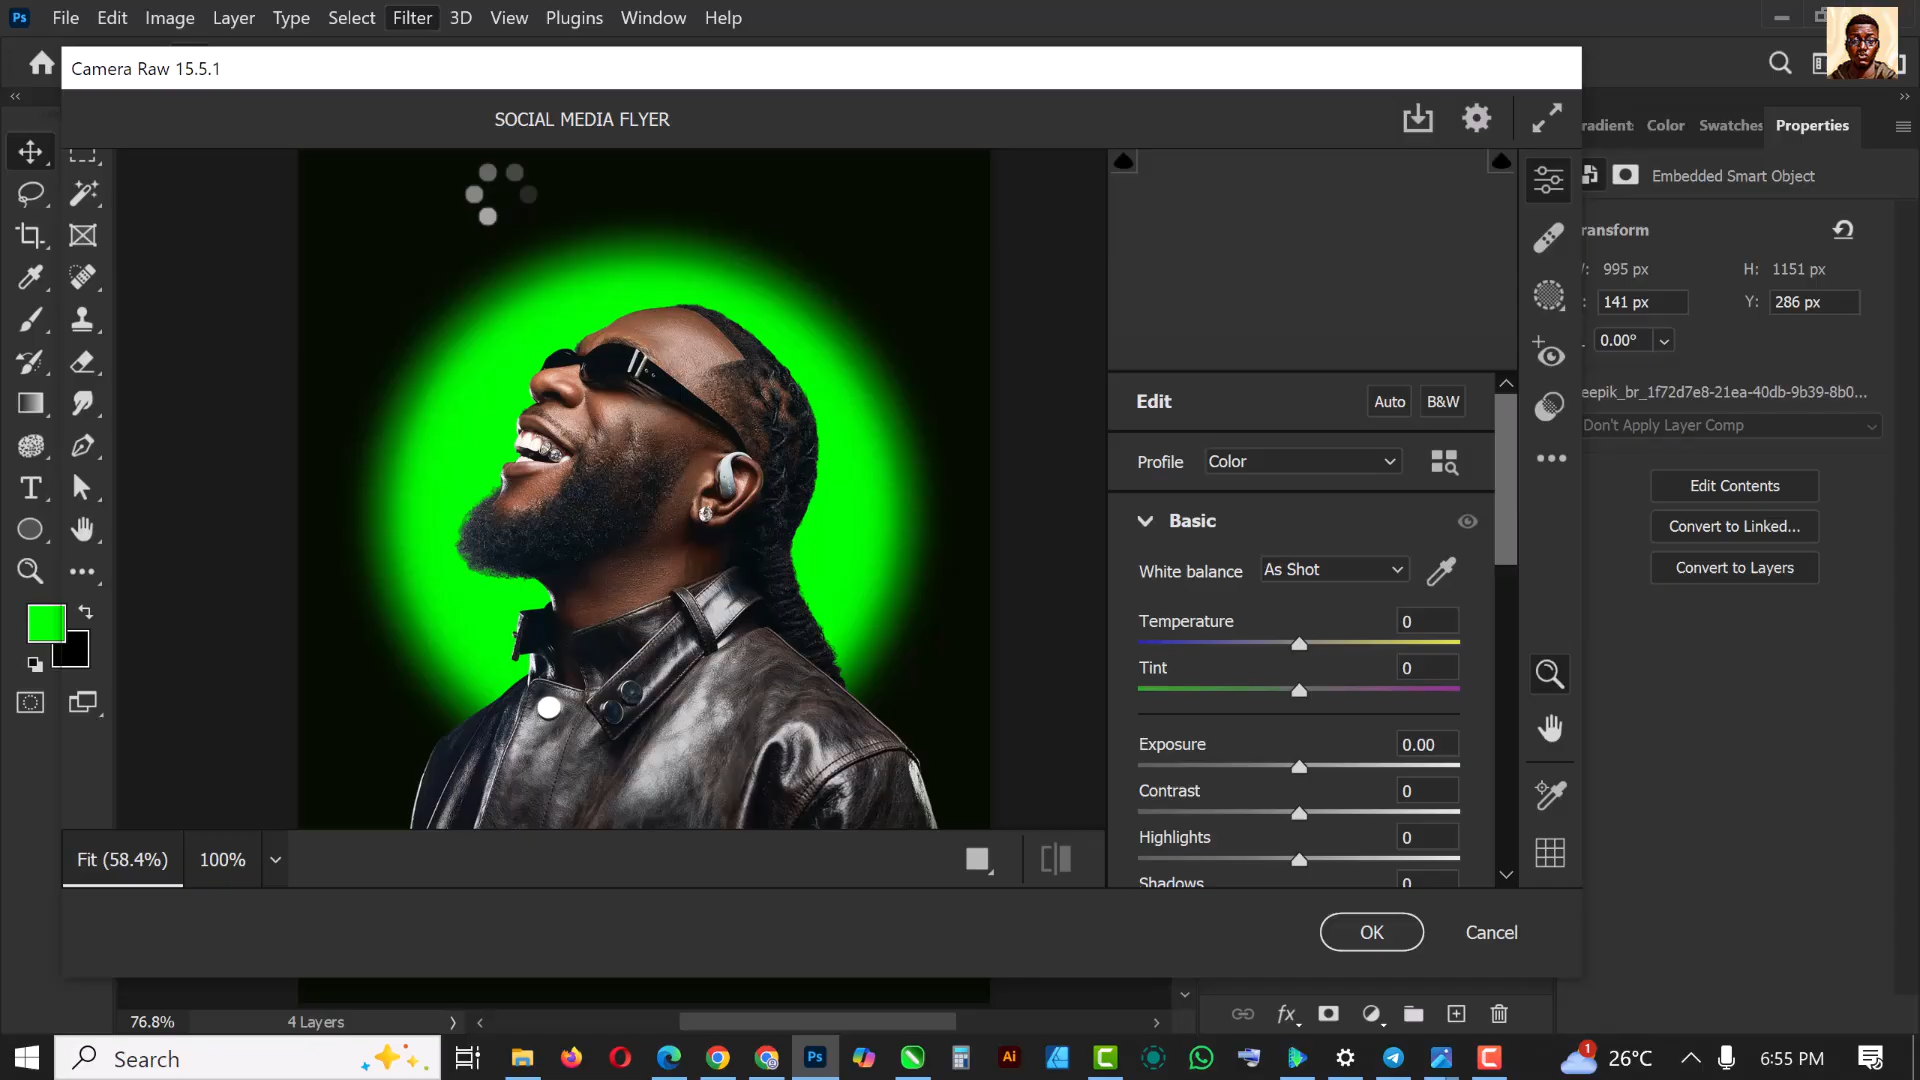 Ps File Edit Image Layer Type Select Filter 3D View Plugins Window Help
Camera Raw 15.5.1
SOCIAL MEDIA FLYER
Color Swatches Properties
Embedded Smart Object
ransform
995 px H: 1151 px
141 px Y: 286 px
0.00°
Edit Auto B&W
eepik_br_1f72d7e8-21ea-40db-9b39-8b0...
Don't Apply Layer Comp
Profile Color
Edit Contents
Basic
Convert to Linked...
White balance As Shot
Convert to Layers
Temperature 0
Tint 0
Exposure 0.00
Contrast 0
Highlights 0
Shadows 0
Fit (58.4%) 100%
OK Cancel
76.8% 4 Layers
fx
Search
Ps
Ai
1
26°C
6:55 PM